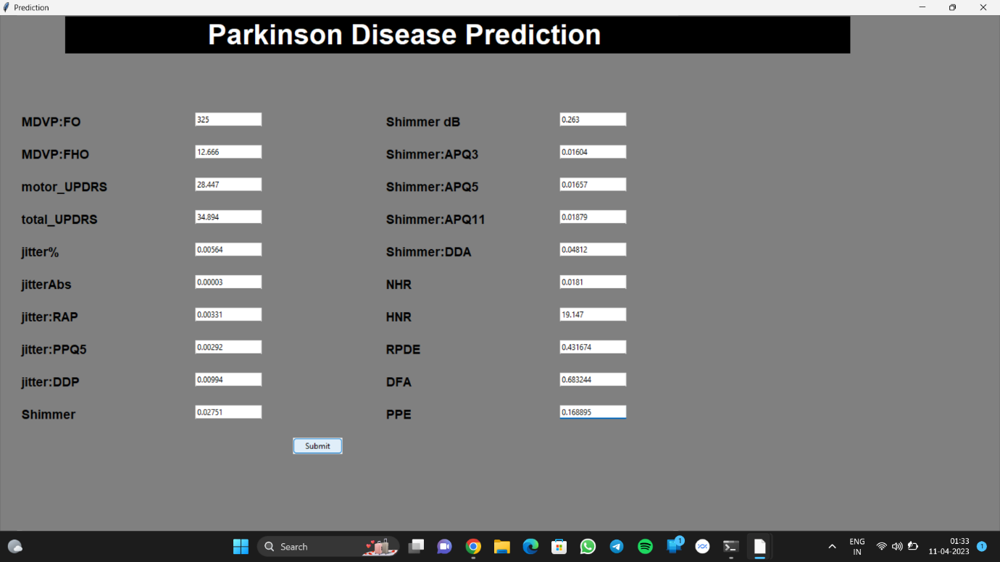 Prediction
Parkinson Disease Prediction
MDVP:FO 325 Shimmer dB 0.263
MDVP:FHO 12.666 Shimmer:APQ3 0.01604
motor_UPDRS 28.447 Shimmer:APQ5 0.01657
total_UPDRS 34.894 Shimmer:APQ11 0.01879
jitter% 0.00564 Shimmer:DDA 0.04812
jitterAbs 0.00003 NHR 0.0181
jitter:RAP 0.00331 HNR 19.147
jitter:PPQ5 0.00292 RPDE 0.431674
jitter:DDP 0.00994 DFA 0.683244
Shimmer 0.02751 PPE 0.168895
Submit
Search
1
ENG
IN
01:33
11-04-2023
1